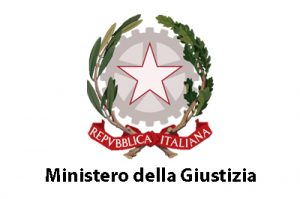 REPVBBLICA ITALIANA
Ministero della Giustizia